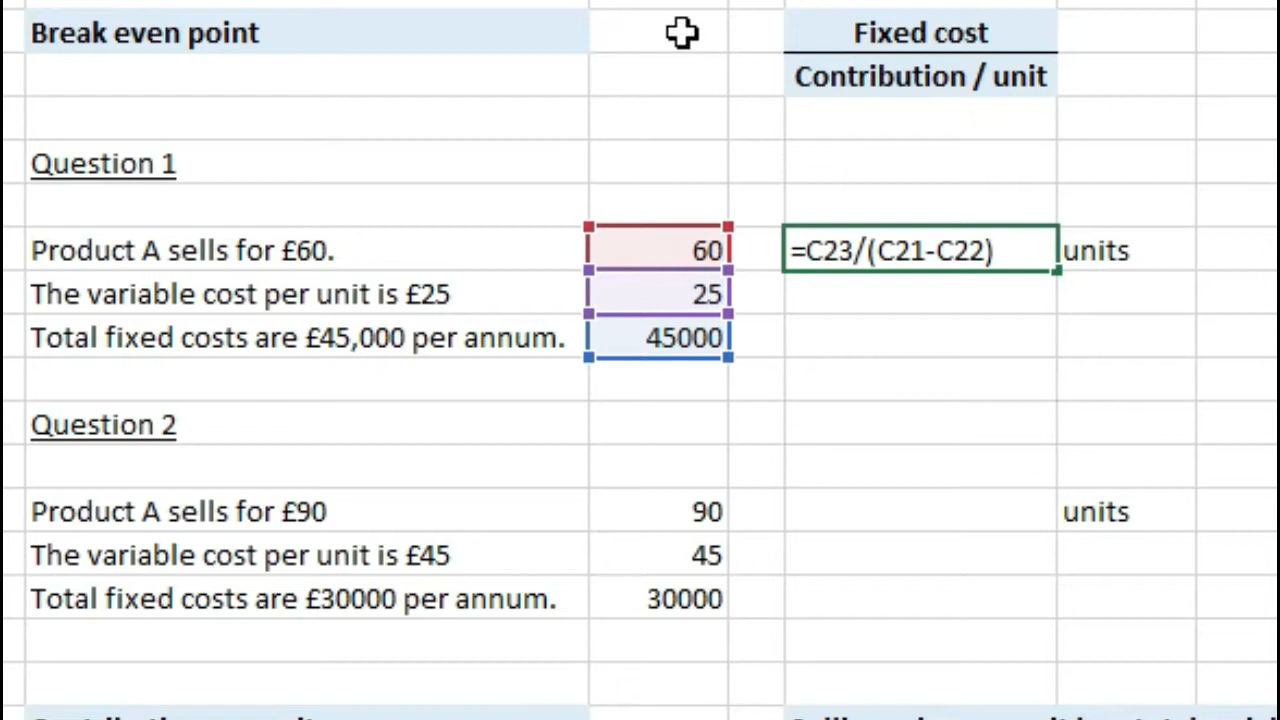 Break even point
Fixed cost
Contribution / unit
Question 1
Product A sells for £60. 60 =C23/(C21-C22) units
The variable cost per unit is £25 25
Total fixed costs are £45,000 per annum. 45000
Question 2
Product A sells for £90 90 units
The variable cost per unit is £45 45
Total fixed costs are £30000 per annum. 30000